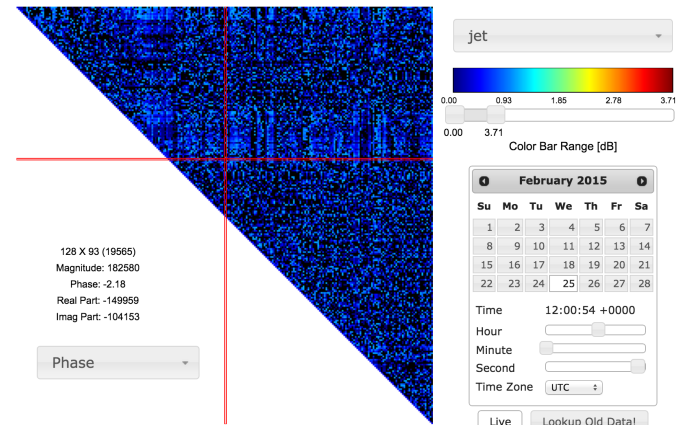 jet
0.00 0.93 1.85 2.78 3.71
0.00 3.71
Color Bar Range [dB]
February 2015
Su Mo Tu We Th Fr Sa
1 2 3 4 5 6 7
8 9 10 11 12 13 14
15 16 17 18 19 20 21
22 23 24 25 26 27 28
Time 12:00:54 +0000
Hour
Minute
Second
Time Zone UTC
Live Lookup Old Data!
128 X 93 (19565)
Magnitude: 182580
Phase: -2.18
Real Part: -149959
Imag Part: -104153
Phase